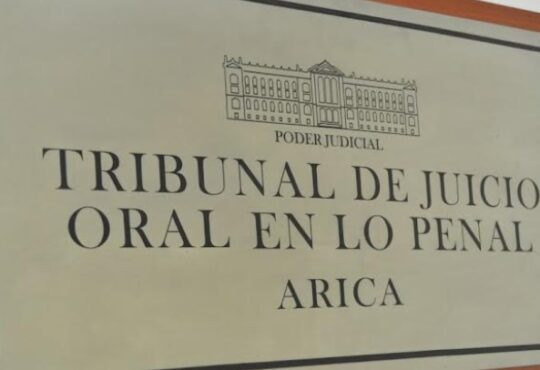 PODER JUDICIAL
TRIBUNAL DE JUICIO
ORAL EN LO PENAL
ARICA